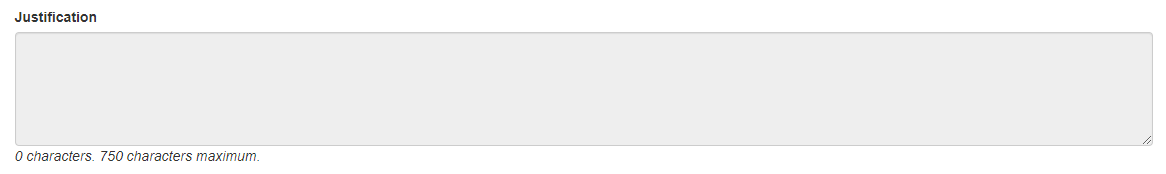 Justification
0 characters. 750 characters maximum.